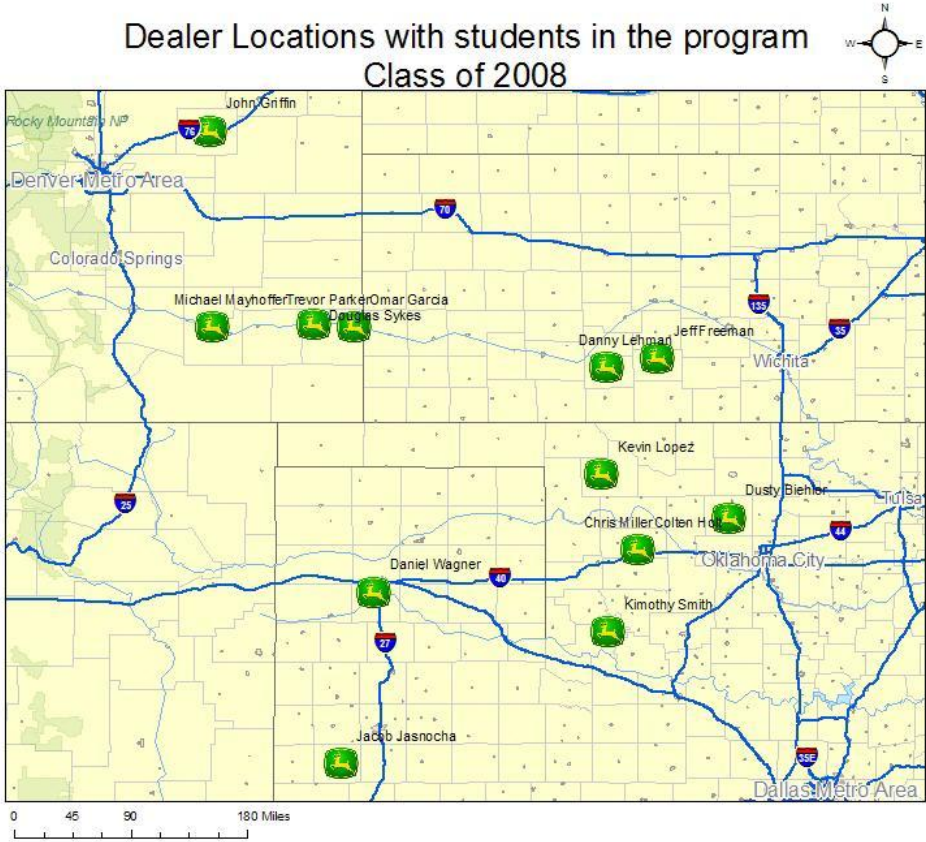 Dealer Locations with students in the program
Class of 2008
N
W E
S
John Griffin
Rocky Mountain NP
76
Denver Metro Area
70
Colorado Springs
Michael Mayhoffer Trevor Parker Omar Garcia
Douglas Sykes
135
35
Jeff Freeman
Danny Lehman
Wichita
Kevin Lopez
Dusty Biehler
Tulsa
25
Chris Miller Colten Holt
44
Oklahoma City
Daniel Wagner
40
Kimothy Smith
27
Jacob Jasnocha
35E
Dallas Metro Area
0 45 90 180 Miles